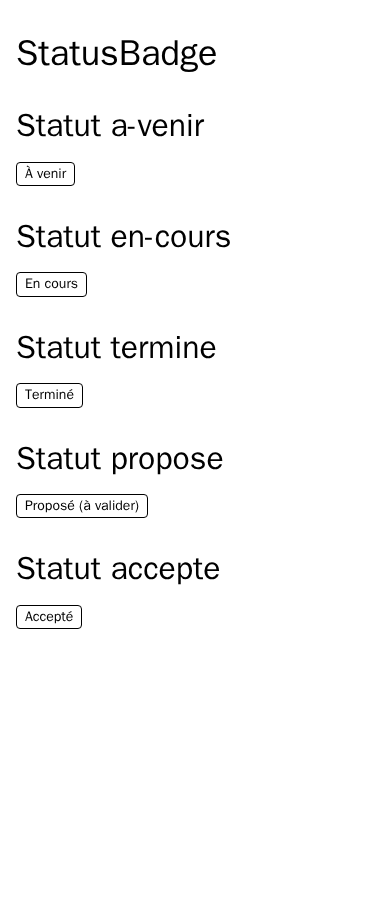 StatusBadge
Statut a-venir
À venir
Statut en-cours
En cours
Statut termine
Terminé
Statut propose
Proposé (à valider)
Statut accepte
Accepté